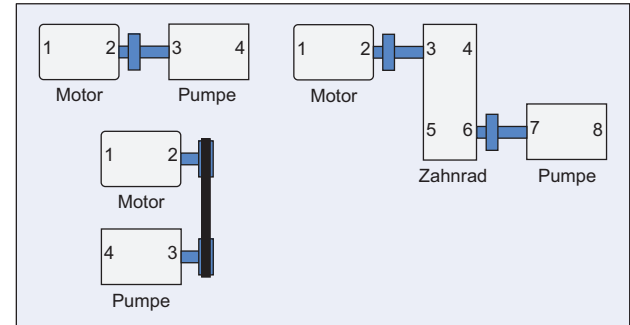 1 2 3 4
Motor Pumpe
1 2 3 4
Motor
5 6 7 8
Zahnrad Pumpe
1 2
Motor
4 3
Pumpe